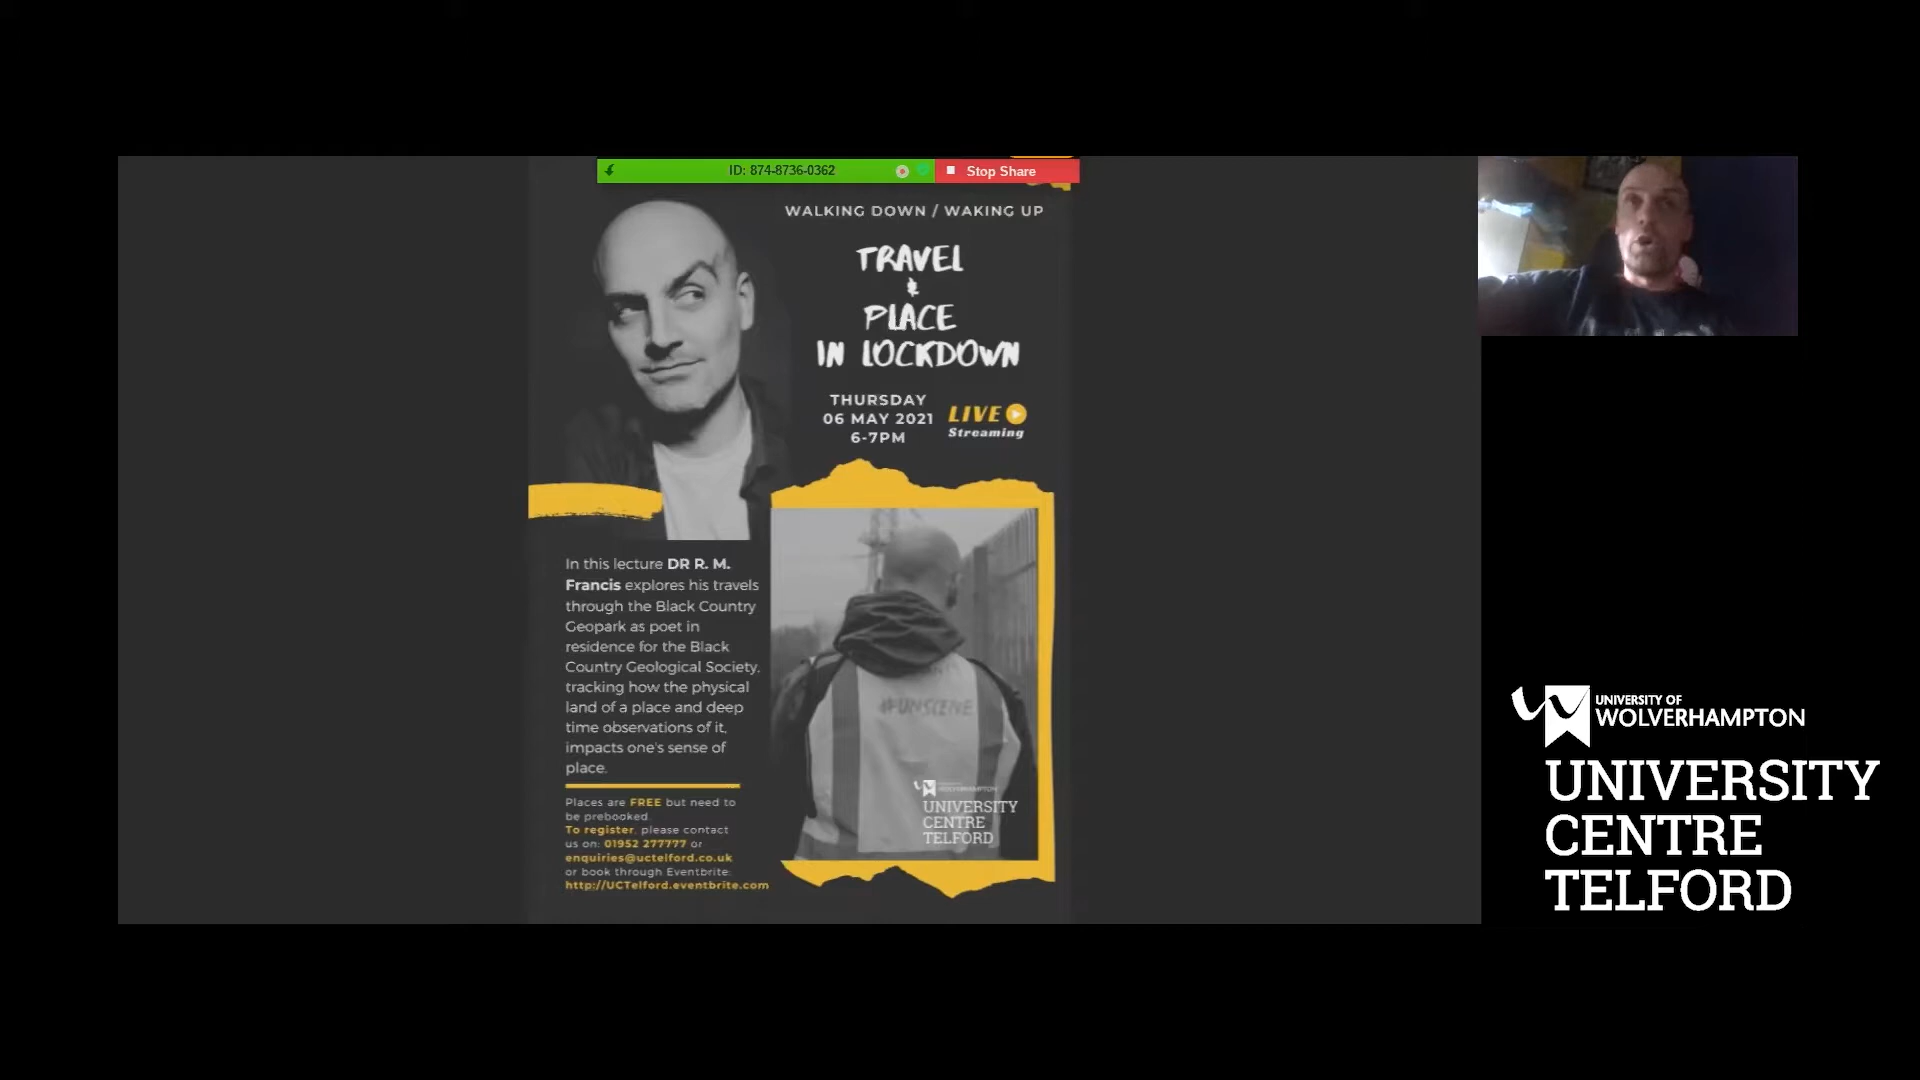 ID: 874-8736-0362
Stop Share
WALKING DOWN / WAKING UP
TRAVEL
&
PLACE
IN LOCKDOWN
THURSDAY
06 MAY 2021
6-7PM
LIVE
Streaming
In this lecture DR R. M.
Francis explores his travels
through the Black Country
Geopark as poet in
residence for the Black
Country Geological Society,
tracking how the physical
land of a place and deep
time observations of it,
impacts one's sense of
place.
Places are FREE but need to
be prebooked.
To register, please contact
us on: 01952 277777 or
enquiries@uctelford.co.uk
or book through Eventbrite:
http://UCTelford.eventbrite.com
#UNSCENE
WOLVERHAMPTON
UNIVERSITY
CENTRE
TELFORD
UNIVERSITY OF
WOLVERHAMPTON
UNIVERSITY
CENTRE
TELFORD